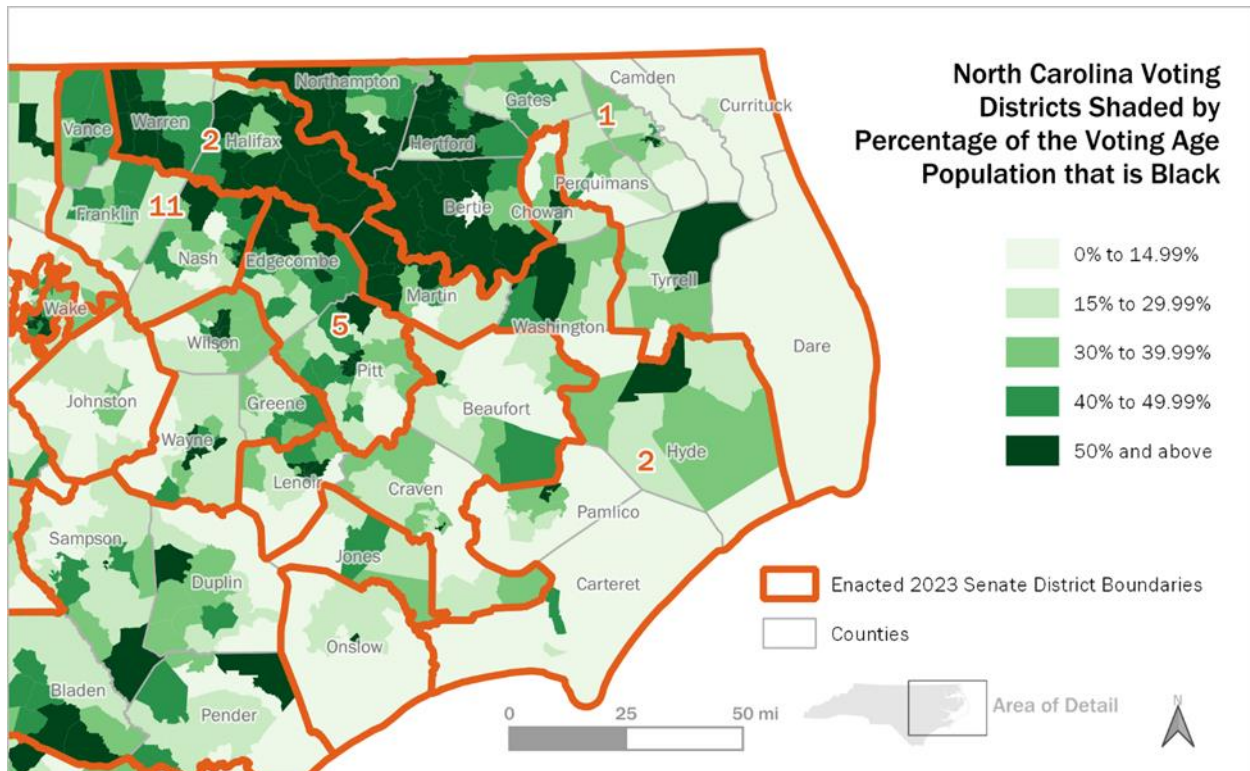 North Carolina Voting
Districts Shaded by
Percentage of the Voting Age
Population that is Black
0% to 14.99%
15% to 29.99%
30% to 39.99%
40% to 49.99%
50% and above
Enacted 2023 Senate District Boundaries
Counties
Area of Detail
N
0 25 50 mi
Camden
Northampton
Currituck
Gates
1
Vance
Warren
2
Halifax
Hertford
Perquimans
Franklin
11
Bertie
Chowan
Nash
Edgecombe
Tyrrell
Martin
Wake
Washington
5
Wilson
Dare
Pitt
Johnston
Greene
Beaufort
Wayne
2
Hyde
Lenoir
Craven
Pamlico
Sampson
Jones
Duplin
Carteret
Onslow
Bladen
Pender